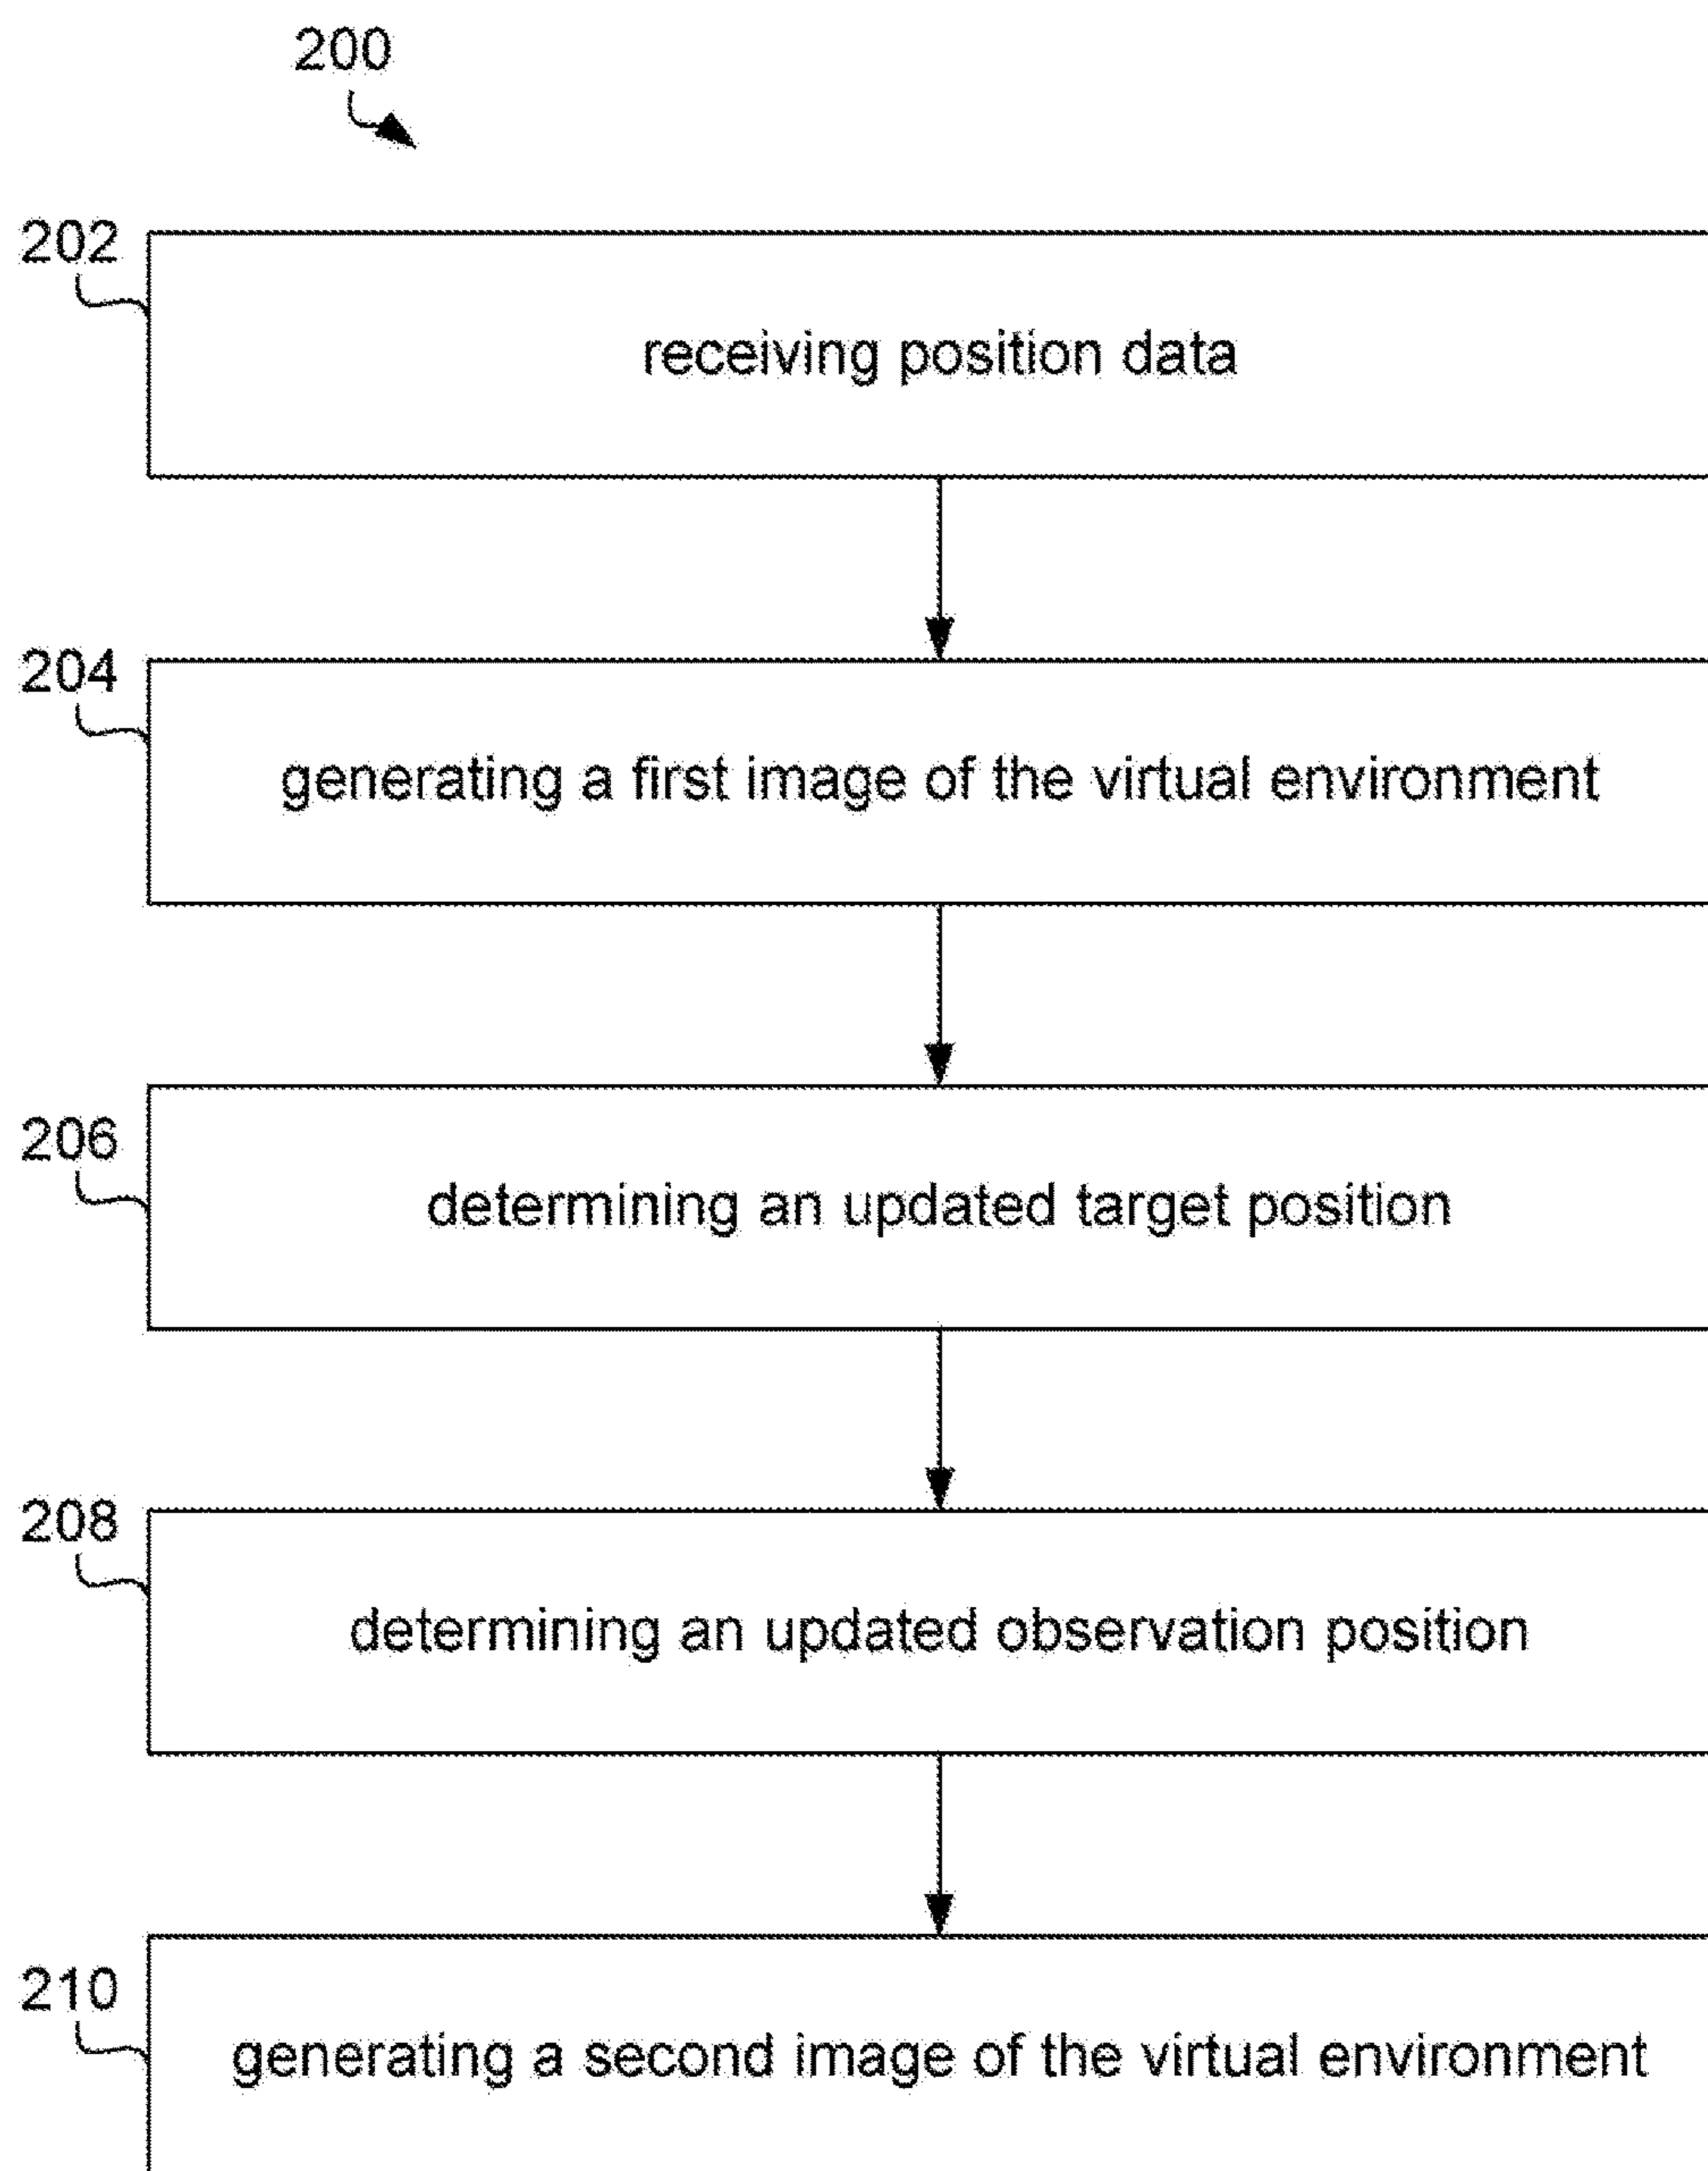 200
202
receiving position data
204
generating a first image of the virtual environment
206
determining an updated target position
208
determining an updated observation position
210
generating a second image of the virtual environment